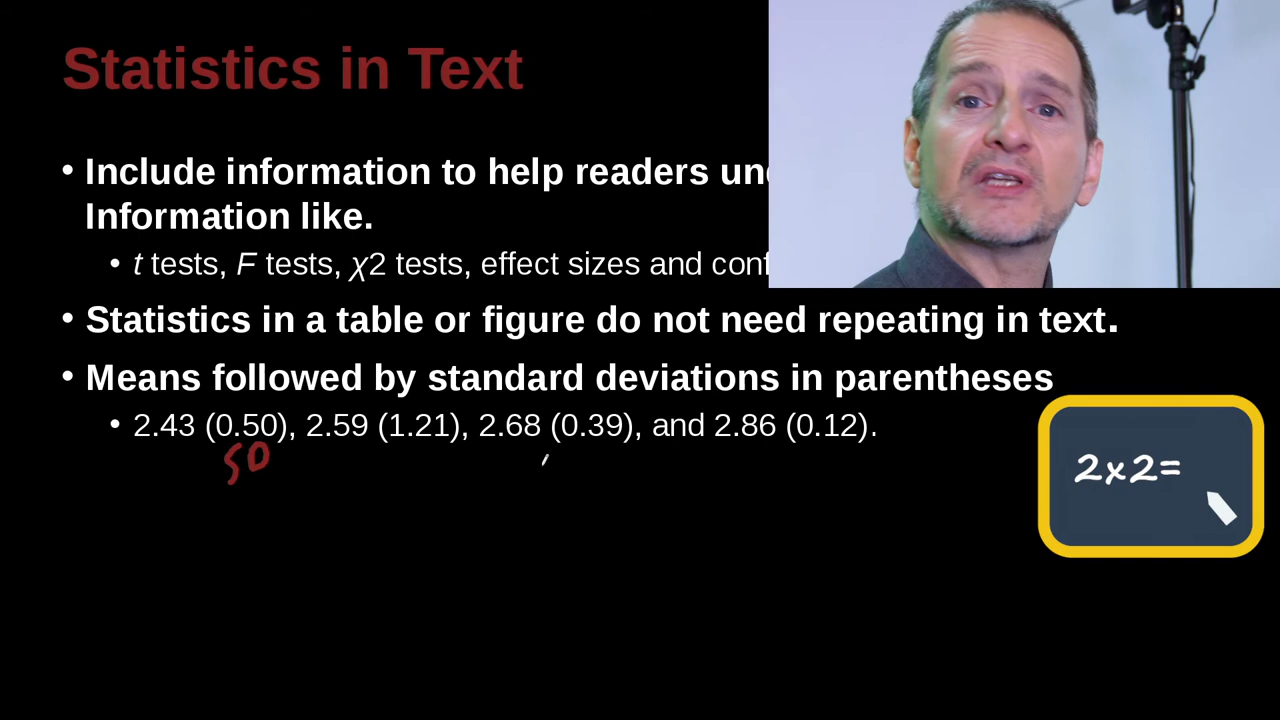 Statistics in Text
• Include information to help readers
Information like.
• t tests, F tests, χ2 tests, effect sizes and
• Statistics in a table or figure do not need repeating in text.
• Means followed by standard deviations in parentheses
• 2.43 (0.50), 2.59 (1.21), 2.68 (0.39), and 2.86 (0.12).
SD
2x2=